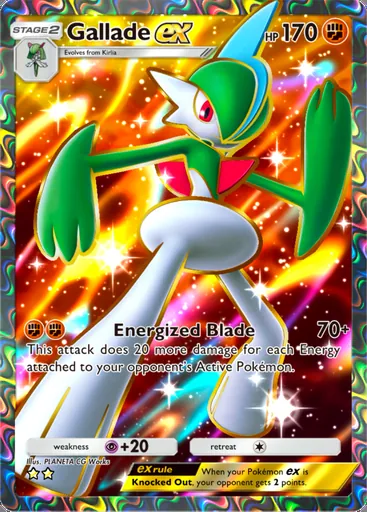 STAGE 2 Gallade ex HP 170
Evolves from Kirlia
Energized Blade 70+
This attack does 20 more damage for each Energy
attached to your opponent's Active Pokémon.
weakness +20 retreat
Illus. PLANETA CG Works
ex rule When your Pokémon ex is
Knocked Out, your opponent gets 2 points.